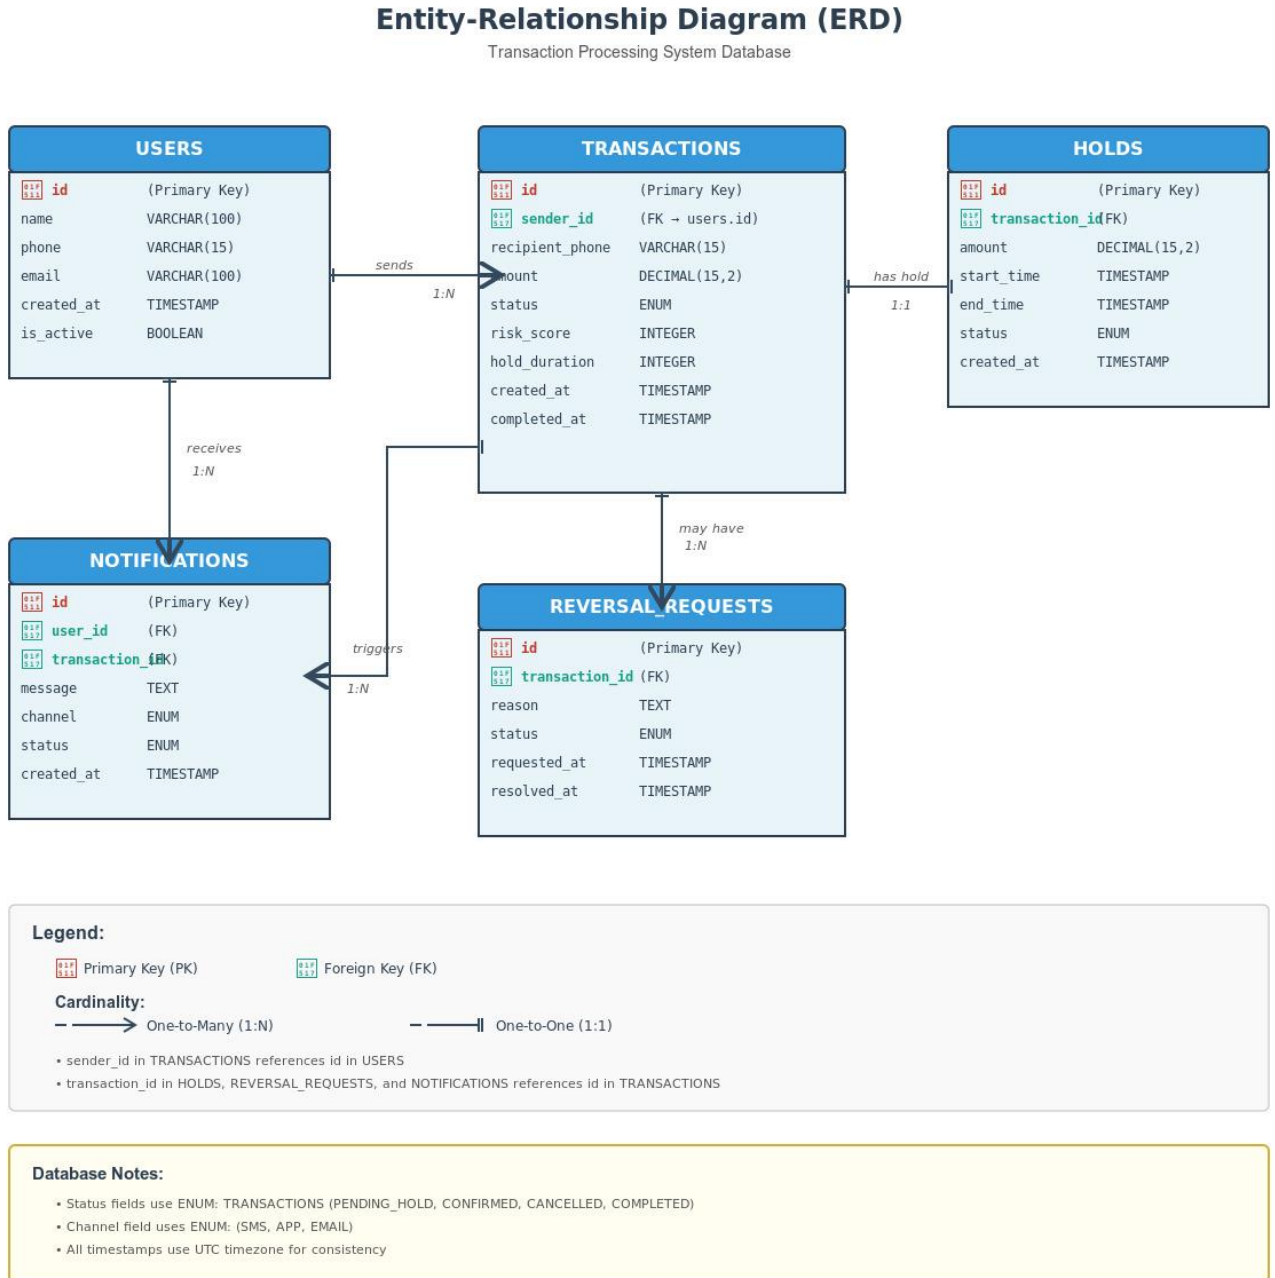 Entity-Relationship Diagram (ERD)
Transaction Processing System Database
USERS
id (Primary Key)
name VARCHAR(100)
phone VARCHAR(15)
email VARCHAR(100)
created_at TIMESTAMP
is_active BOOLEAN
sends
1:N
TRANSACTIONS
id (Primary Key)
sender_id (FK → users.id)
recipient_phone VARCHAR(15)
amount DECIMAL(15,2)
status ENUM
risk_score INTEGER
hold_duration INTEGER
created_at TIMESTAMP
completed_at TIMESTAMP
has hold
1:1
HOLDS
id (Primary Key)
transaction_id (FK)
amount DECIMAL(15,2)
start_time TIMESTAMP
end_time TIMESTAMP
status ENUM
created_at TIMESTAMP
receives
1:N
may have
1:N
NOTIFICATIONS
id (Primary Key)
user_id (FK)
transaction_id (FK)
message TEXT
channel ENUM
status ENUM
created_at TIMESTAMP
triggers
1:N
REVERSAL_REQUESTS
id (Primary Key)
transaction_id (FK)
reason TEXT
status ENUM
requested_at TIMESTAMP
resolved_at TIMESTAMP
Legend:
01F511 Primary Key (PK) 01F517 Foreign Key (FK)
Cardinality:
One-to-Many (1:N) One-to-One (1:1)
• sender_id in TRANSACTIONS references id in USERS
• transaction_id in HOLDS, REVERSAL_REQUESTS, and NOTIFICATIONS references id in TRANSACTIONS
Database Notes:
• Status fields use ENUM: TRANSACTIONS (PENDING_HOLD, CONFIRMED, CANCELLED, COMPLETED)
• Channel field uses ENUM: (SMS, APP, EMAIL)
• All timestamps use UTC timezone for consistency